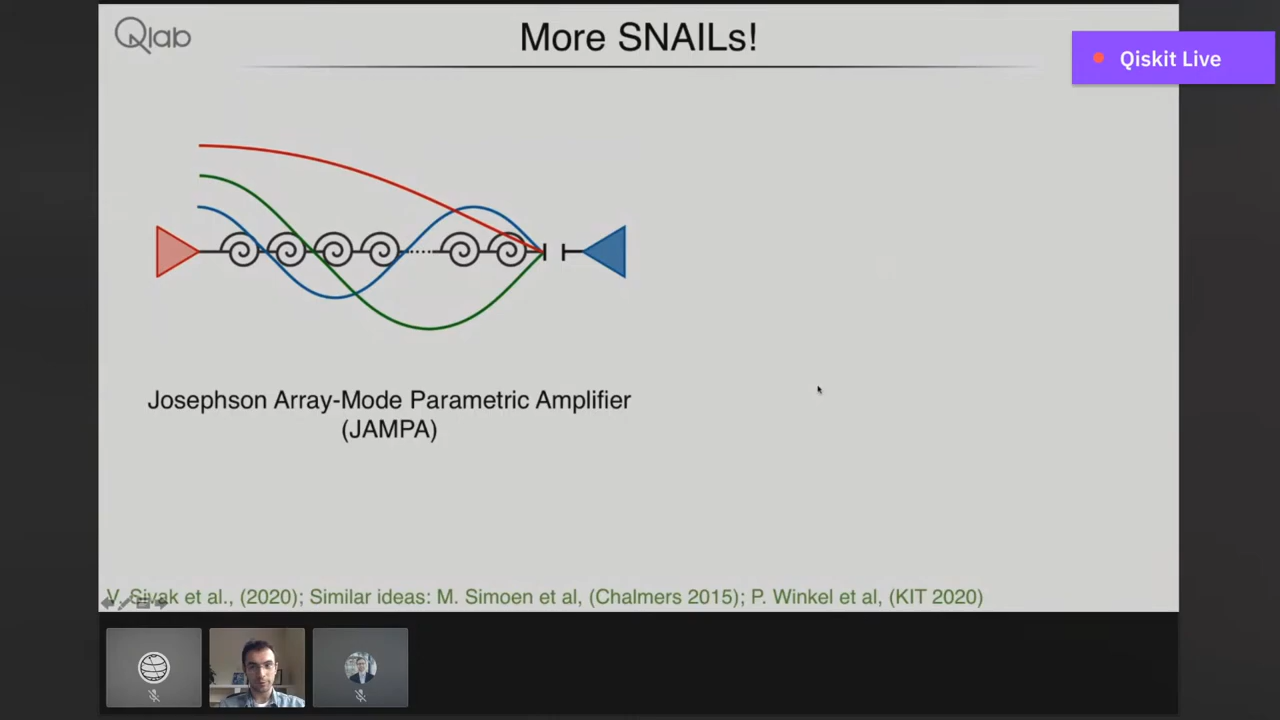 Qlab
More SNAILs!
Qiskit Live
Josephson Array-Mode Parametric Amplifier
(JAMPA)
V. Sivak et al., (2020); Similar ideas: M. Simoen et al, (Chalmers 2015); P. Winkel et al, (KIT 2020)